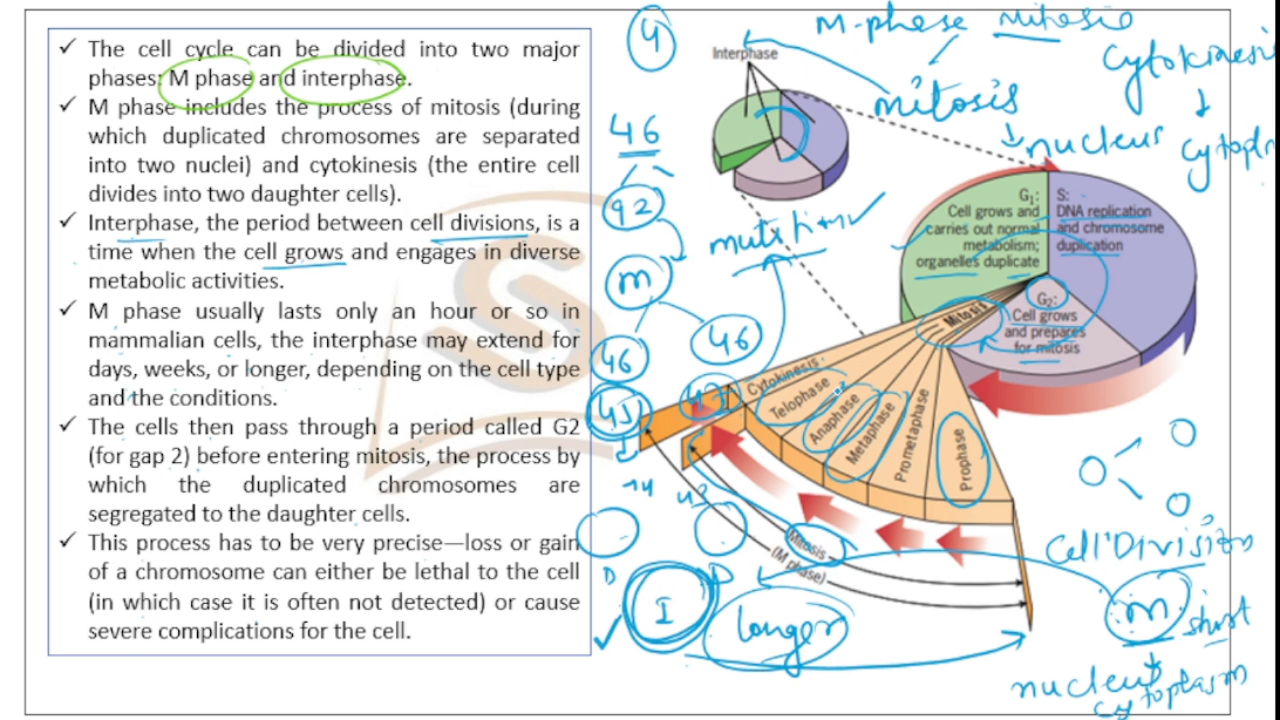 ✓ The cell cycle can be divided into two major
phases: M phase and interphase.
✓ M phase includes the process of mitosis (during
which duplicated chromosomes are separated
into two nuclei) and cytokinesis (the entire cell
divides into two daughter cells).
✓ Interphase, the period between cell divisions, is a
time when the cell grows and engages in diverse
metabolic activities.
✓ M phase usually lasts only an hour or so in
mammalian cells, the interphase may extend for
days, weeks, or longer, depending on the cell type
and the conditions.
✓ The cells then pass through a period called G2
(for gap 2) before entering mitosis, the process by
which the duplicated chromosomes are
segregated to the daughter cells.
✓ This process has to be very precise—loss or gain
of a chromosome can either be lethal to the cell
(in which case it is often not detected) or cause
severe complications for the cell.
M-phase mitosis
Interphase
Cytokinesis
mitosis
nucleus
46
92
m
46
46
45
47
mutation
G1:
Cell grows and
carries out normal
metabolism;
organelles duplicate
S:
DNA replication
and chromosome
duplication
G2:
Cell grows
and prepares
for mitosis
Mitosis
Cytokinesis
Telophase
Anaphase
Metaphase
Prometaphase
Prophase
Mitosis
(M phase)
Cell Division
I
longer
m
short
cytoplasm